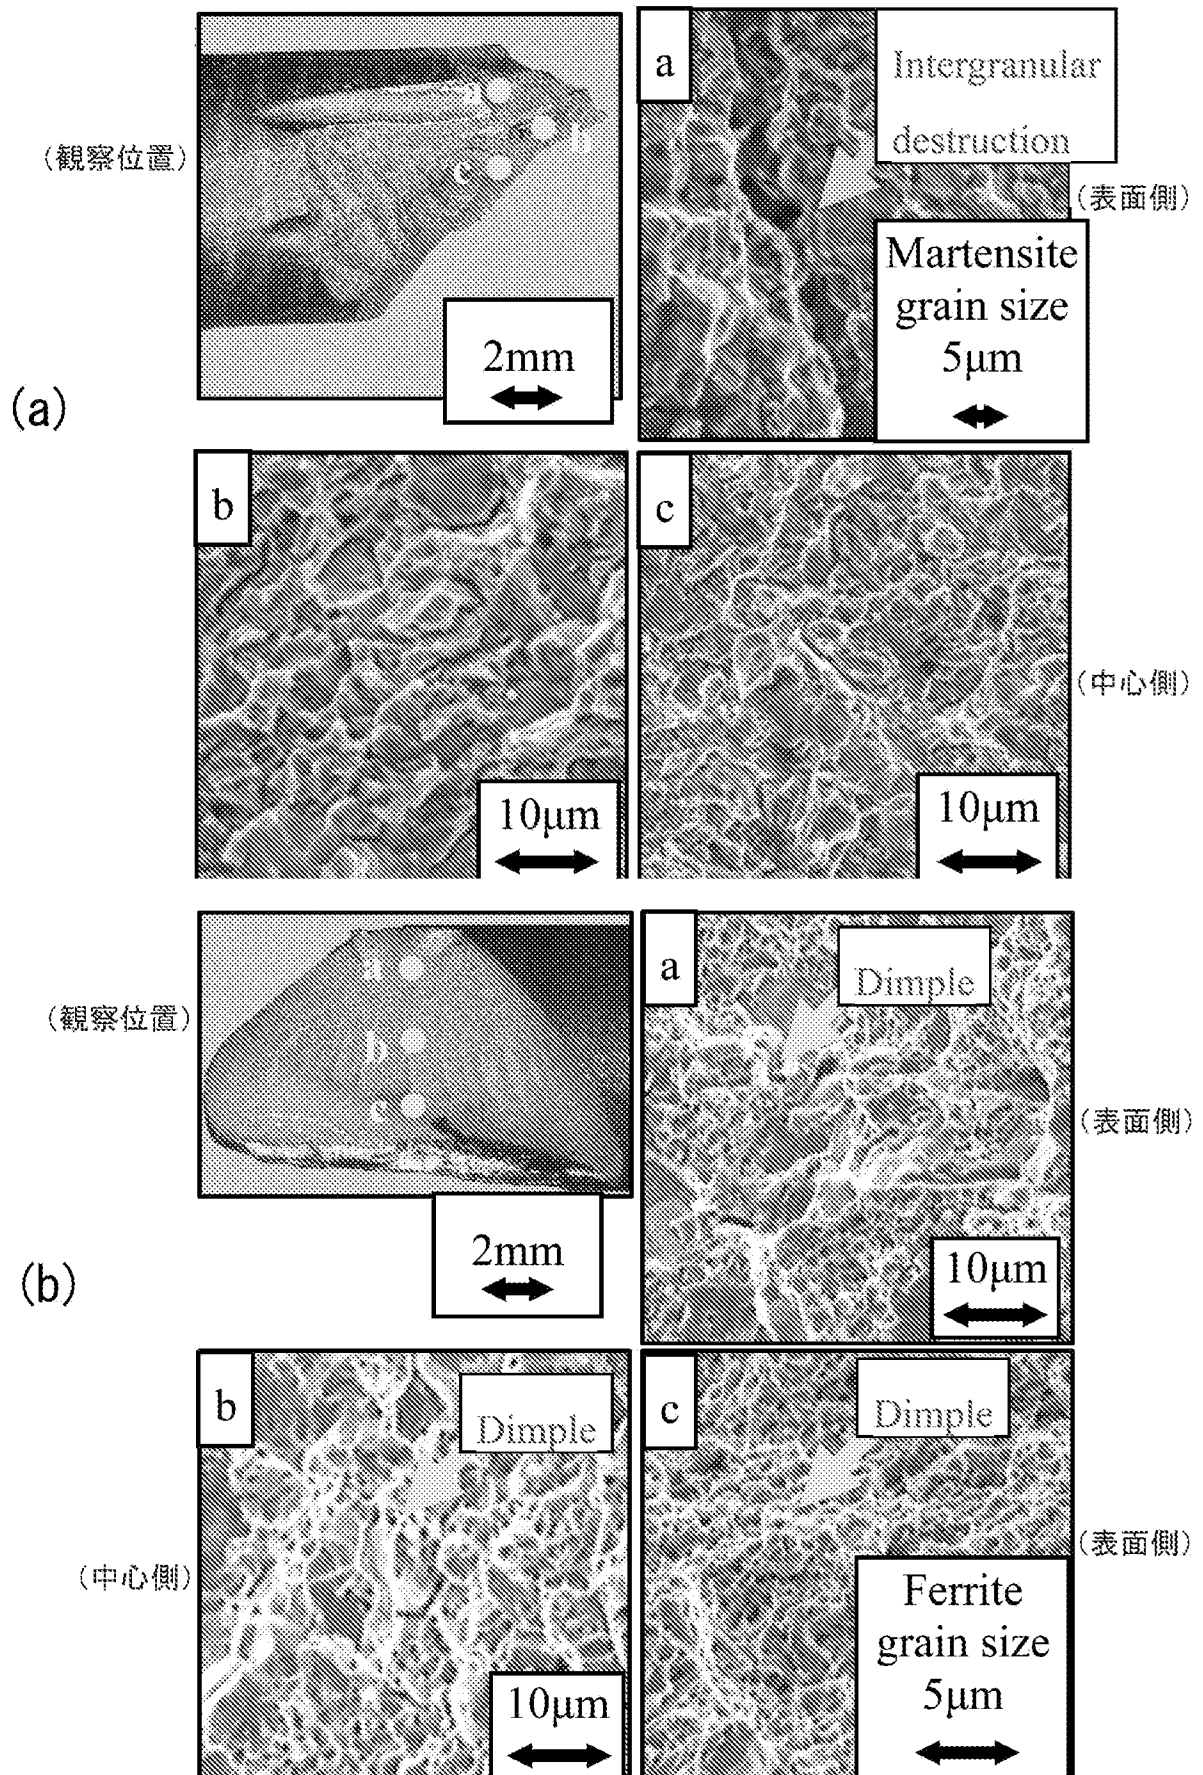 a
Intergranular
destruction
(観察位置)
(表面側)
c
Martensite
grain size
5μm
2mm
(a)
b
c
(中心側)
10μm
10μm
a
a
Dimple
(観察位置)
b
c
(表面側)
2mm
10μm
(b)
b
Dimple
c
Dimple
(中心側)
(表面側)
Ferrite
grain size
5μm
10μm